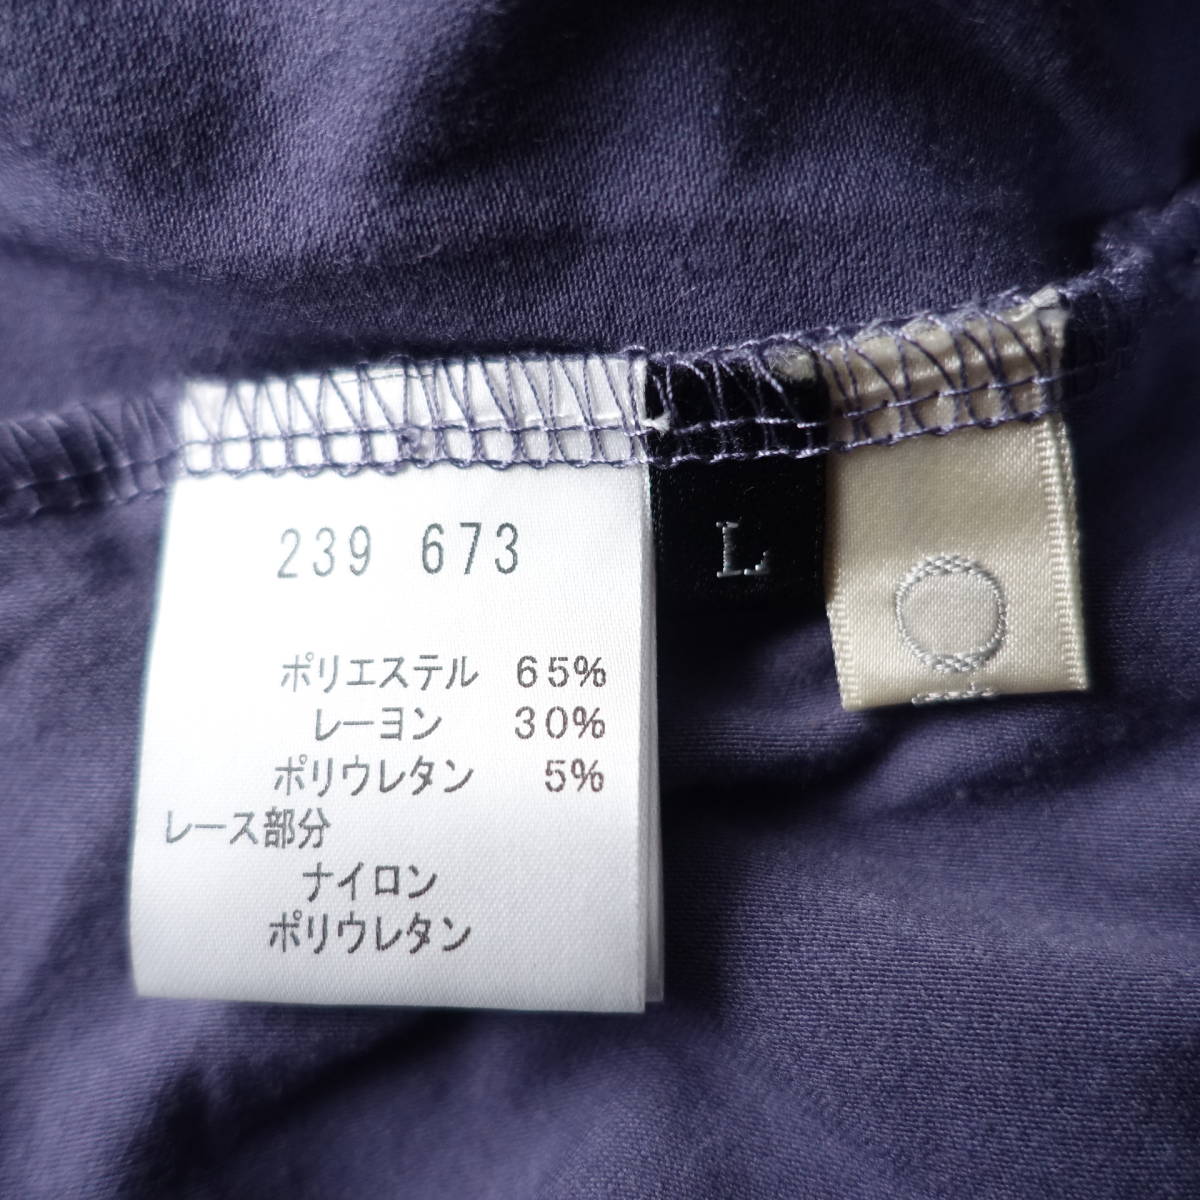 239 673
ポリエステル 65%
レーヨン 30%
ポリウレタン 5%
レース部分
ナイロン
ポリウレタン
L